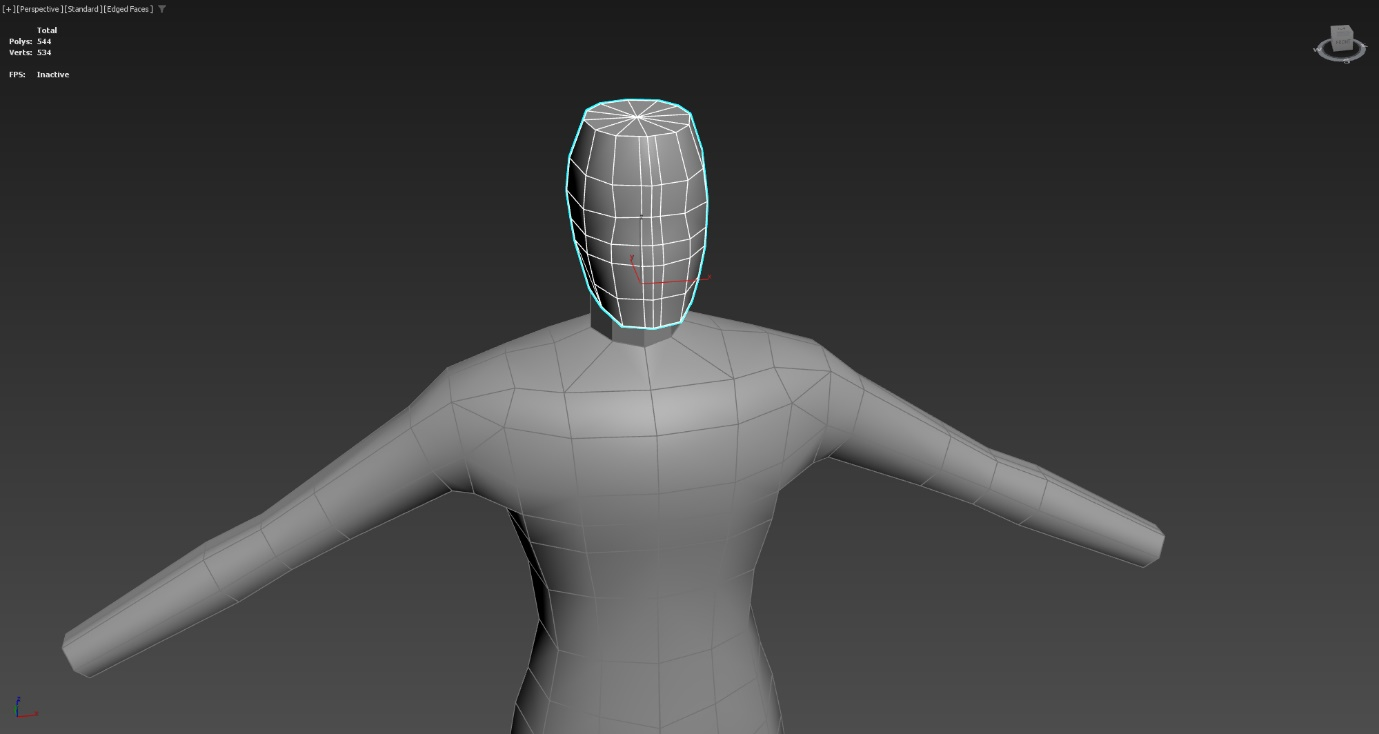 [+][Perspective][Standard][Edged Faces]
Total
Polys: 544
Verts: 534
FPS: Inactive